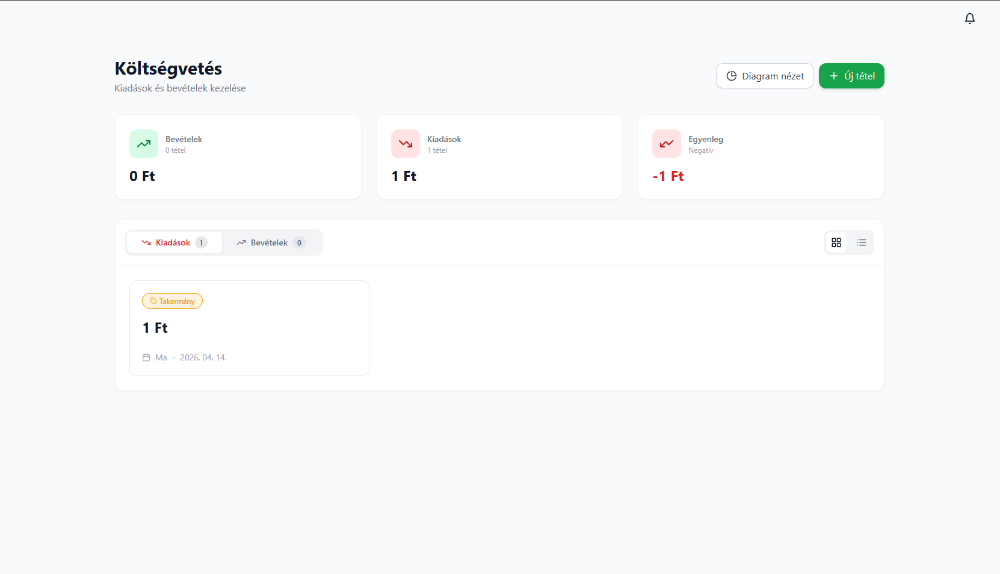 Költségvetés
Kiadások és bevételek kezelése
Diagram nézet
Új tétel
Bevételek
0 tétel
0 Ft
Kiadások
1 tétel
1 Ft
Egyenleg
Negatív
-1 Ft
Kiadások 1
Bevételek 0
Takarmány
1 Ft
Ma • 2026. 04. 14.